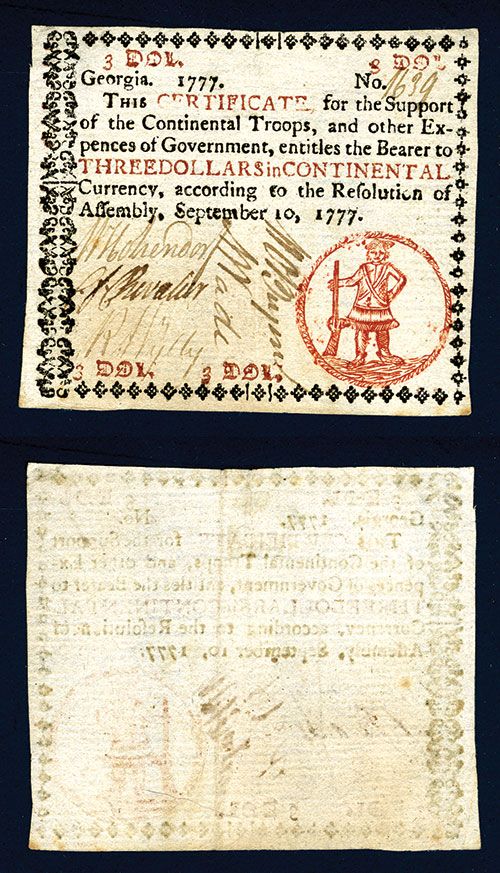 3 DOL. 3 DOL.
Georgia. 1777. No. 1639
THIS CERTIFICATE, for the Support
of the Continental Troops, and other Ex-
pences of Government, entitles the Bearer to
THREEDOLLARS in CONTINENTAL
Currency, according to the Reſolution of
Aſſembly, September 10, 1777.
3 DOL. 3 DOL.